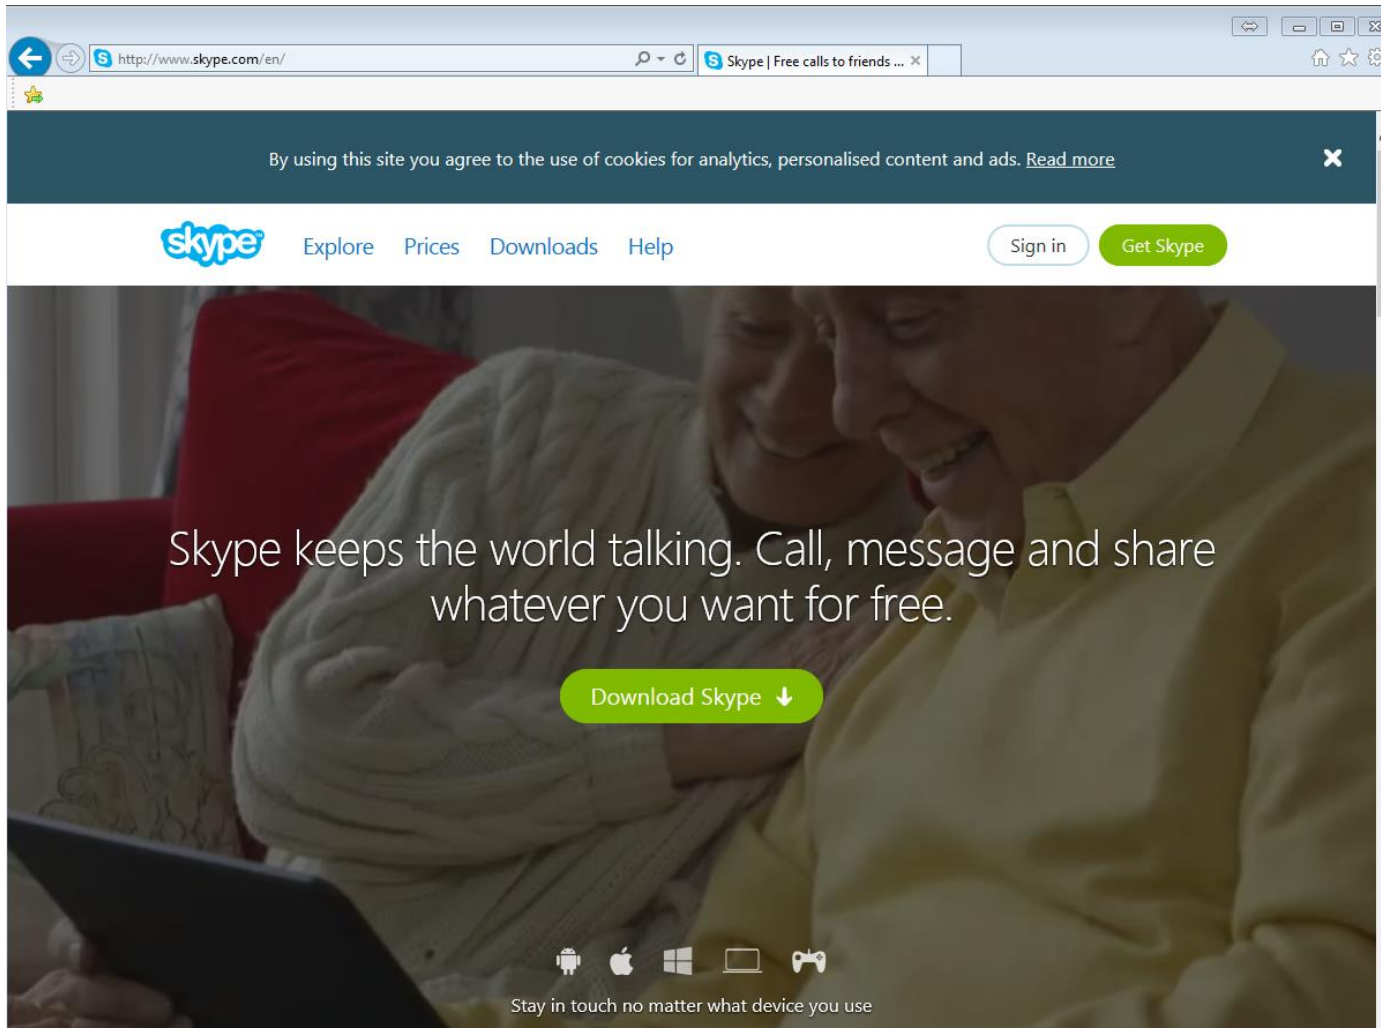 http://www.skype.com/en/
Skype | Free calls to friends ...
By using this site you agree to the use of cookies for analytics, personalised content and ads. Read more
skype™
Explore Prices Downloads Help
Sign in
Get Skype
Skype keeps the world talking. Call, message and share
whatever you want for free.
Download Skype
Stay in touch no matter what device you use